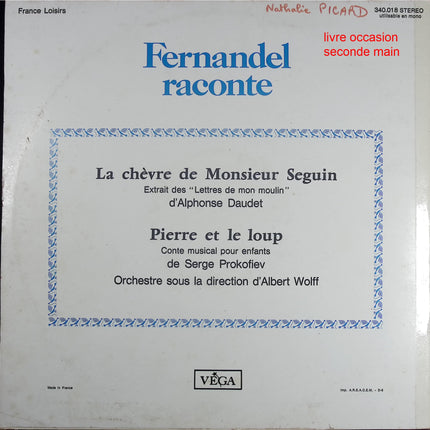 France Loisirs
Nathalie PICARD
340.018 STEREO
utilisable en mono
livre occasion
seconde main
Fernandel
raconte
La chèvre de Monsieur Seguin
Extrait des "Lettres de mon moulin"
d'Alphonse Daudet
Pierre et le loup
Conte musical pour enfants
de Serge Prokofiev
Orchestre sous la direction d'Albert Wolff
VÉGA
Made in France